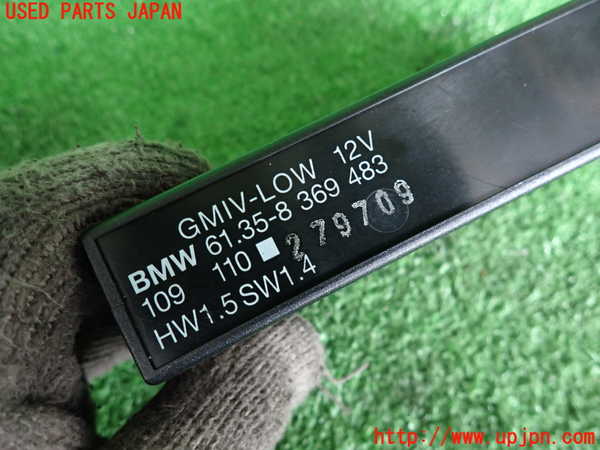 USED PARTS JAPAN
GMIV-LOW 12V
BMW 61.35-8 369 483
109 110 279709
HW1.5 SW1.4
http://www.upjpn.com/